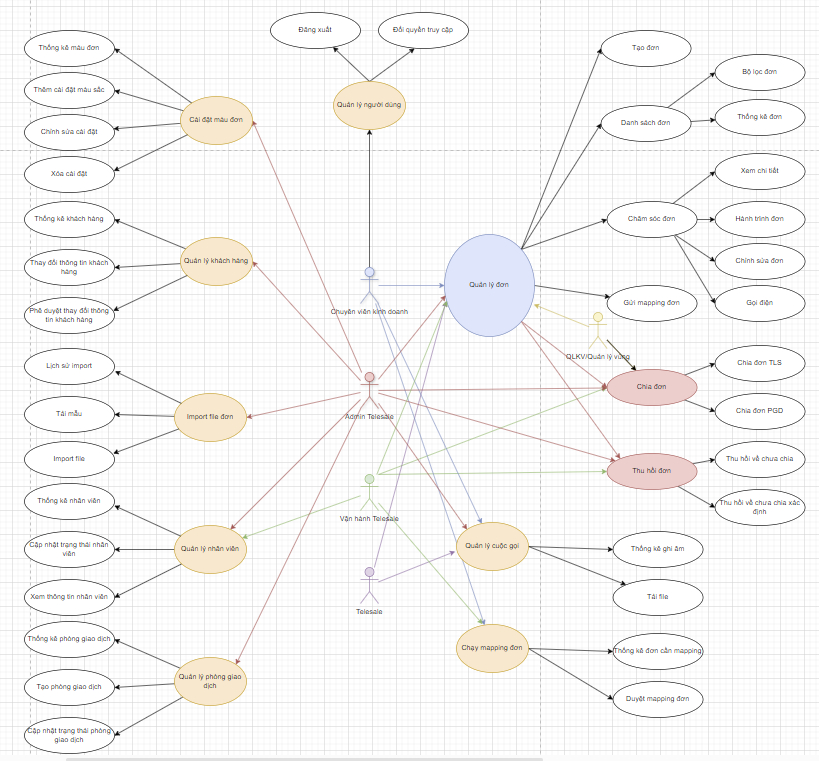 Đăng xuất
Đổi quyền truy cập
Quản lý người dùng
Thống kê màu đơn
Thêm cài đặt màu sắc
Chỉnh sửa cài đặt
Xóa cài đặt
Cài đặt màu đơn
Thống kê khách hàng
Thay đổi thông tin khách
hàng
Phê duyệt thay đổi thông
tin khách hàng
Quản lý khách hàng
Lịch sử import
Tải mẫu
Import file
Import file đơn
Thống kê nhân viên
Cập nhật trạng thái nhân
viên
Xem thông tin nhân viên
Quản lý nhân viên
Thống kê phòng giao dịch
Tạo phòng giao dịch
Cập nhật trạng thái phòng
giao dịch
Quản lý phòng giao
dịch
Chuyên viên kinh doanh
Admin Telesale
Vận hành Telesale
Telesale
QLKV/Quản lý vùng
Quản lý đơn
Tạo đơn
Danh sách đơn
Bộ lọc đơn
Thống kê đơn
Chăm sóc đơn
Xem chi tiết
Hành trình đơn
Chỉnh sửa đơn
Gọi điện
Gửi mapping đơn
Chia đơn
Chia đơn TLS
Chia đơn PGD
Thu hồi đơn
Thu hồi về chưa chia
Thu hồi về chưa chia xác
định
Quản lý cuộc gọi
Thống kê ghi âm
Tải file
Chạy mapping đơn
Thống kê đơn cần mapping
Duyệt mapping đơn